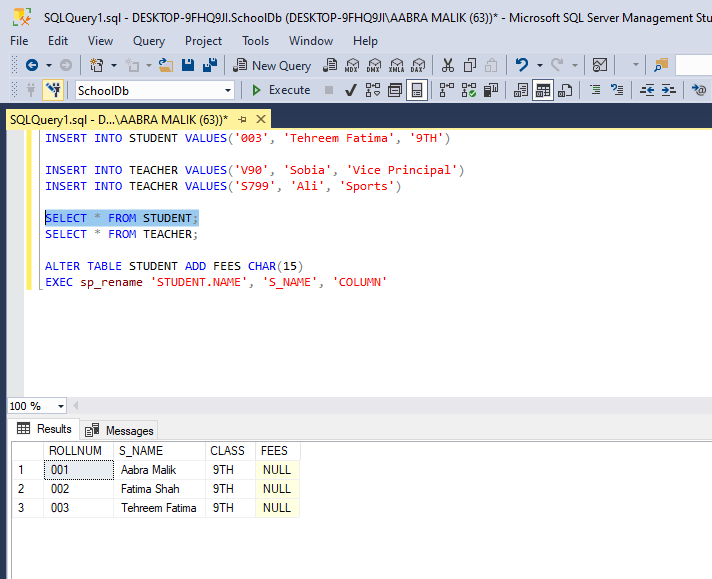 SQLQuery1.sql - DESKTOP-9FHQ9JI.SchoolDb (DESKTOP-9FHQ9JI\AABRA MALIK (63))* - Microsoft SQL Server Management Stu
File Edit View Query Project Tools Window Help
New Query MDX DMX XMLA DAX
SchoolDb Execute
SQLQuery1.sql - D...\AABRA MALIK (63))*
INSERT INTO STUDENT VALUES('003', 'Tehreem Fatima', '9TH')
INSERT INTO TEACHER VALUES('V90', 'Sobia', 'Vice Principal')
INSERT INTO TEACHER VALUES('S799', 'Ali', 'Sports')
SELECT * FROM STUDENT;
SELECT * FROM TEACHER;
ALTER TABLE STUDENT ADD FEES CHAR(15)
EXEC sp_rename 'STUDENT.NAME', 'S_NAME', 'COLUMN'
100 %
Results Messages
ROLLNUM S_NAME CLASS FEES
1 001 Aabra Malik 9TH NULL
2 002 Fatima Shah 9TH NULL
3 003 Tehreem Fatima 9TH NULL